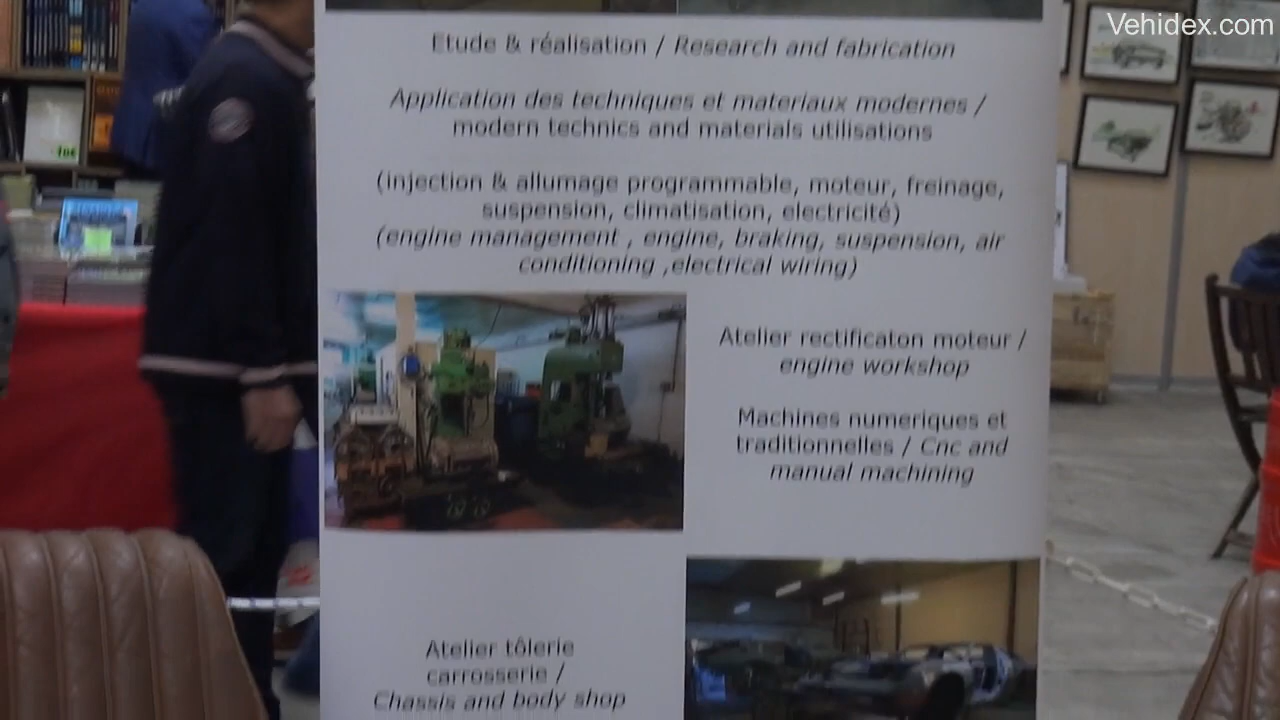 Vehidex.com
Etude & réalisation / Research and fabrication
Application des techniques et materiaux modernes /
modern technics and materials utilisations
(injection & allumage programmable, moteur, freinage,
suspension, climatisation, electricité)
(engine management , engine, braking, suspension, air
conditioning ,electrical wiring)
Atelier rectificaton moteur /
engine workshop
Machines numeriques et
traditionnelles / Cnc and
manual machining
Atelier tôlerie
carrosserie /
Chassis and body shop